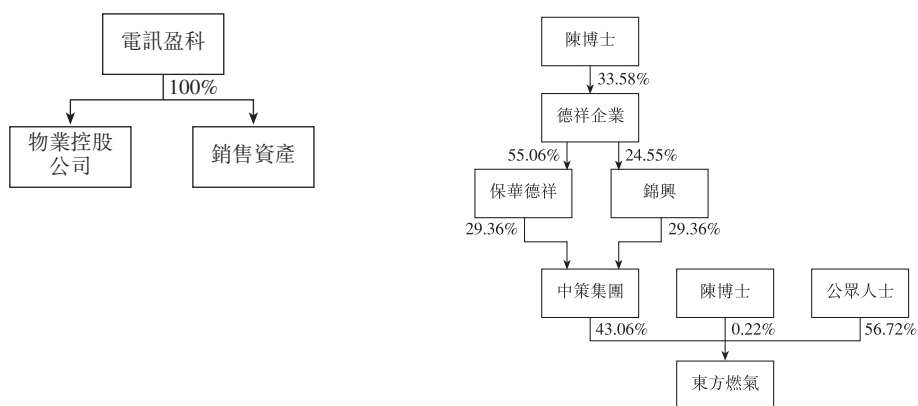 電訊盈科
100%
物業控股
公司
銷售資產
陳博士
33.58%
德祥企業
55.06% 24.55%
保華德祥 錦興
29.36% 29.36%
中策集團 陳博士 公眾人士
43.06% 0.22% 56.72%
東方燃氣